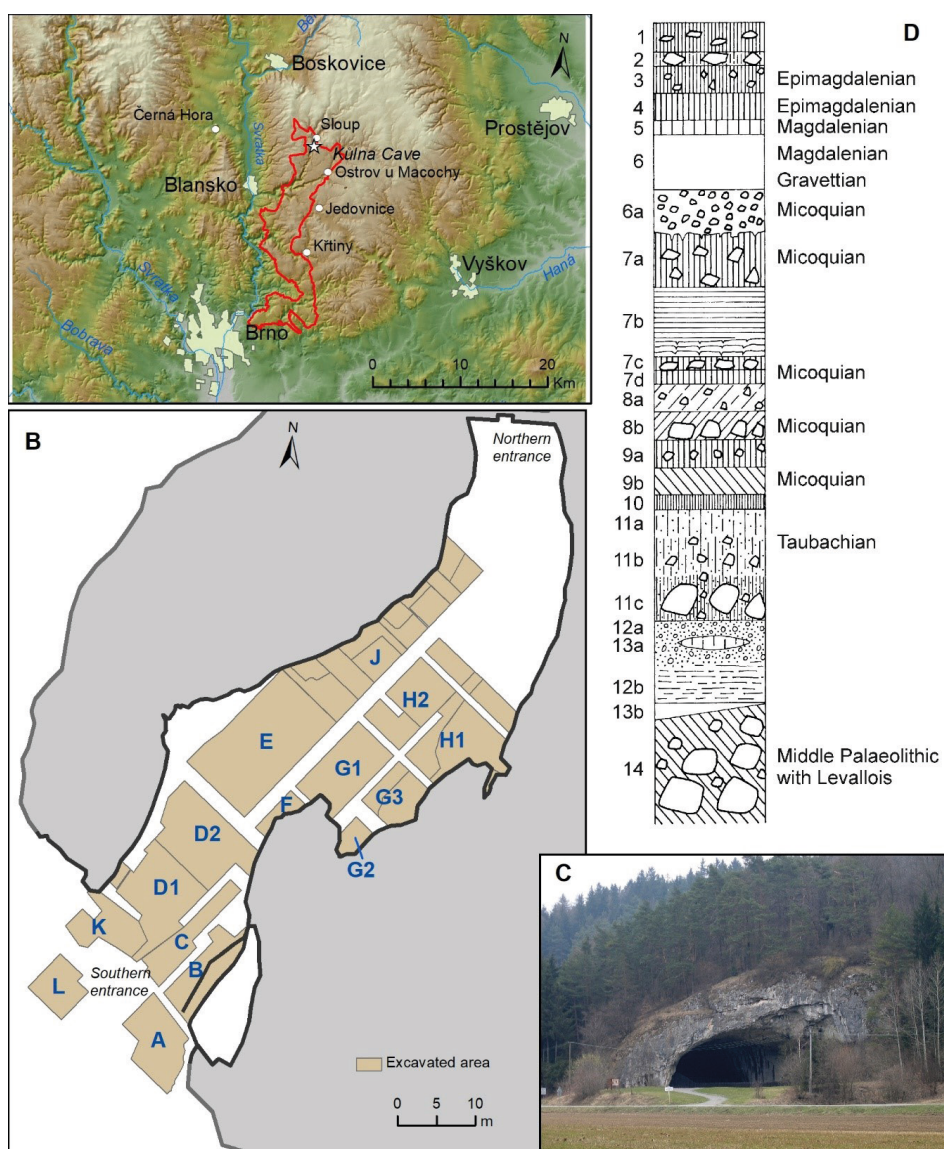 Boskovice
N
Ba
Černá Hora
Svratka
Sloup
Prostějov
Kůlna Cave
Ostrov u Macochy
Blansko
Jedovnice
Křtiny
Vyškov
Haná
Svratka
Bobrava
Brno
0 10 20
Km
B
N
Northern
entrance
J
H2
E
H1
G1
F
G3
D2
G2
D1
K
C
B
Southern
entrance
L
A
Excavated area
0 5 10
m
C
D
1
2
3 Epimagdalenian
4 Epimagdalenian
5 Magdalenian
6 Magdalenian
Gravettian
6a Micoquian
7a Micoquian
7b
7c
7d Micoquian
8a
8b Micoquian
9a
9b Micoquian
10
11a
Taubachian
11b
11c
12a
13a
12b
13b
14 Middle Palaeolithic
with Levallois